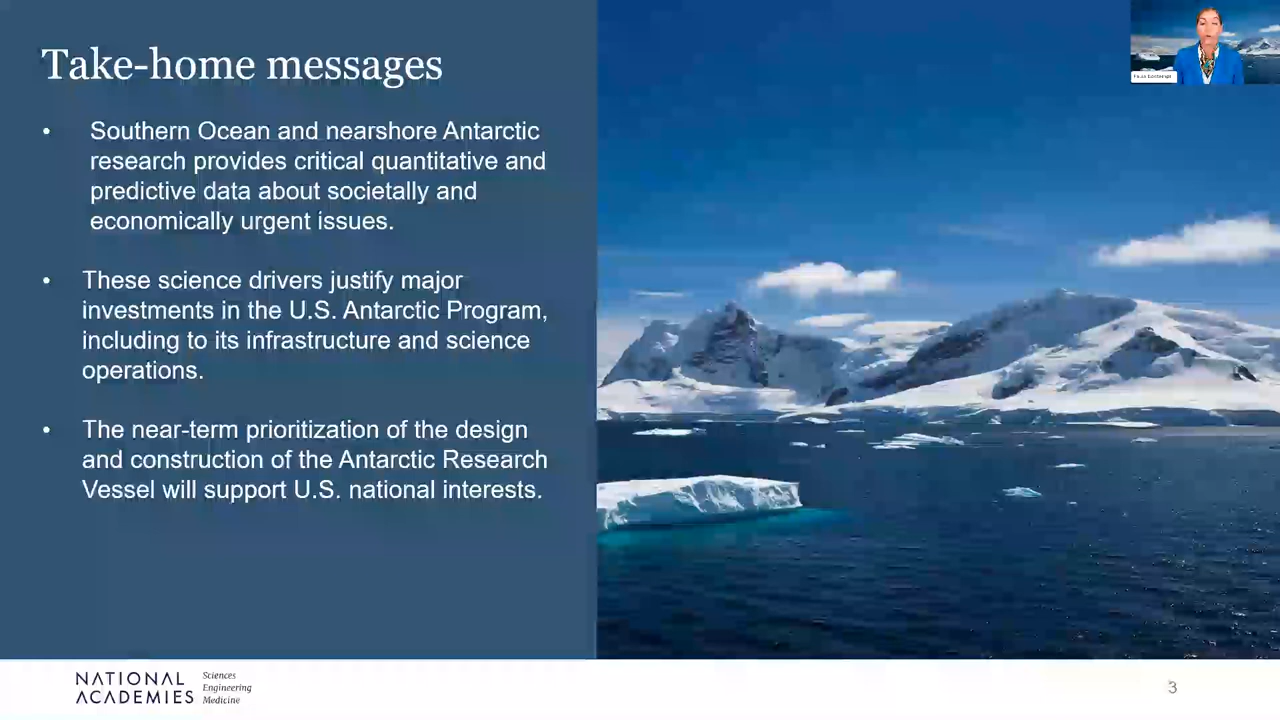 Take-home messages
• Southern Ocean and nearshore Antarctic
research provides critical quantitative and
predictive data about societally and
economically urgent issues.
• These science drivers justify major
investments in the U.S. Antarctic Program,
including to its infrastructure and science
operations.
• The near-term prioritization of the design
and construction of the Antarctic Research
Vessel will support U.S. national interests.
NATIONAL
ACADEMIES
Sciences
Engineering
Medicine
3